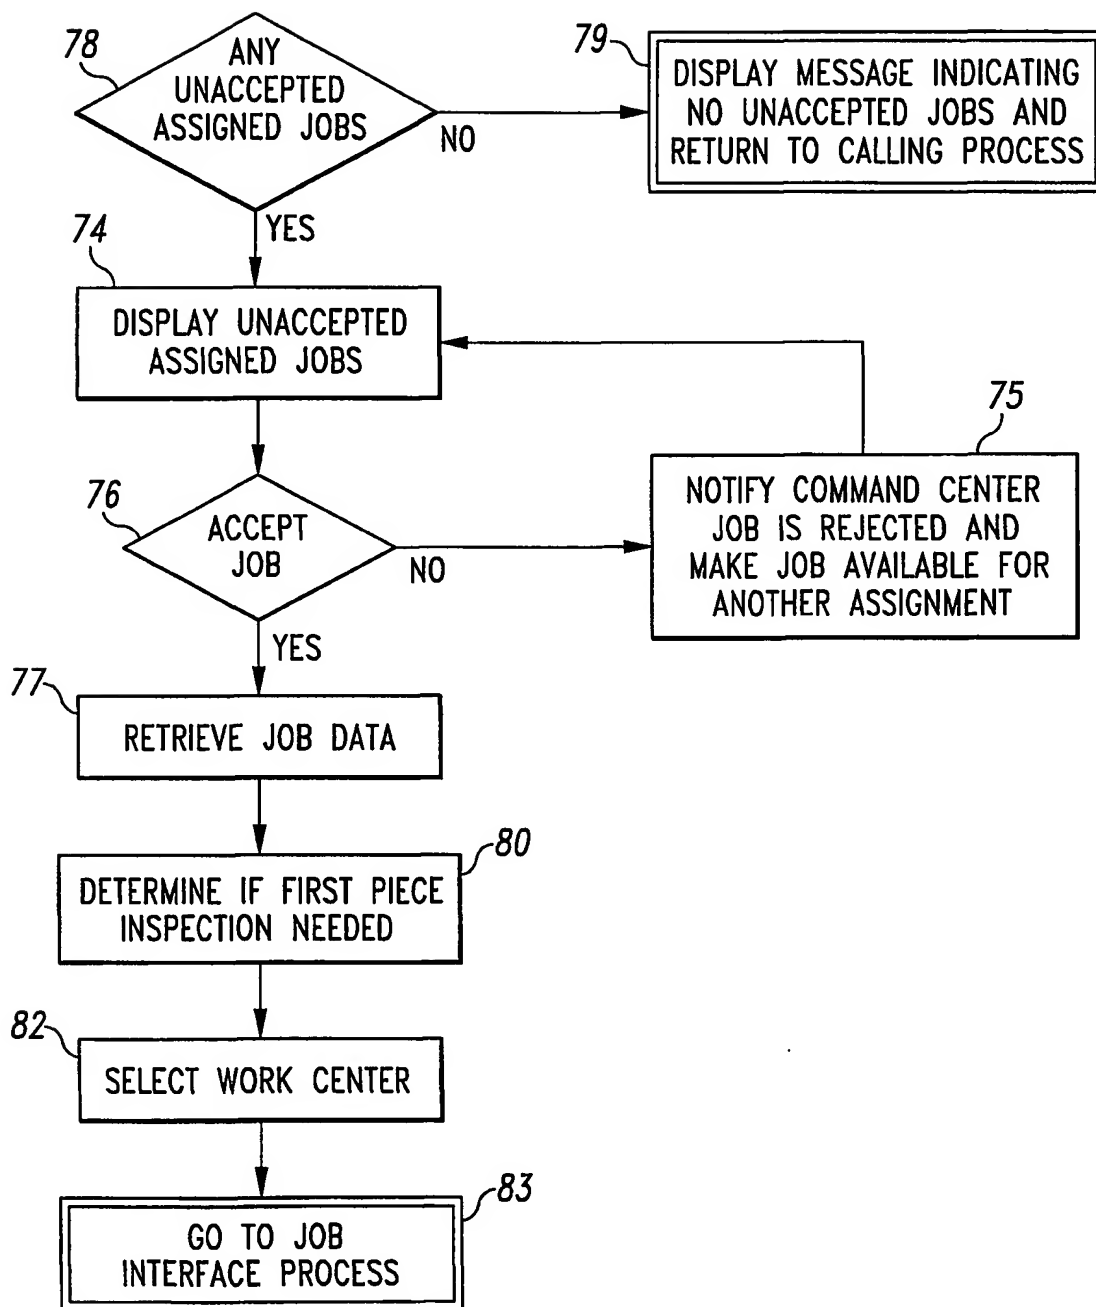 78
ANY
UNACCEPTED
ASSIGNED JOBS
NO
79
DISPLAY MESSAGE INDICATING
NO UNACCEPTED JOBS AND
RETURN TO CALLING PROCESS
YES
74
DISPLAY UNACCEPTED
ASSIGNED JOBS
75
NOTIFY COMMAND CENTER
JOB IS REJECTED AND
MAKE JOB AVAILABLE FOR
ANOTHER ASSIGNMENT
76
ACCEPT
JOB
NO
YES
77
RETRIEVE JOB DATA
80
DETERMINE IF FIRST PIECE
INSPECTION NEEDED
82
SELECT WORK CENTER
83
GO TO JOB
INTERFACE PROCESS